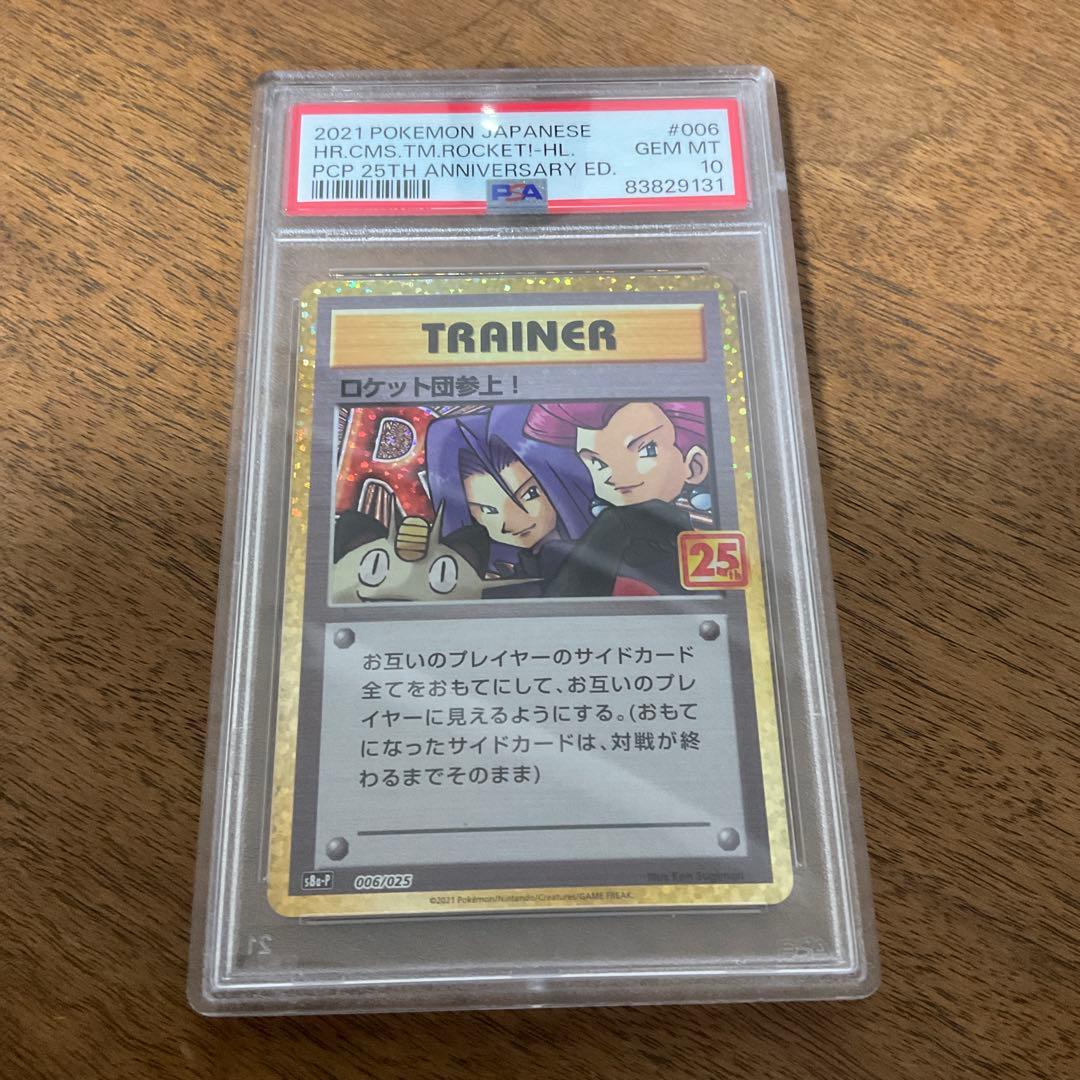 2021 POKEMON JAPANESE #006
HR.CMS.TM.ROCKET!-HL. GEM MT
PCP 25TH ANNIVERSARY ED. 10
PSA 83829131
TRAINER
ロケット団参上!
R
25th
お互いのプレイヤーのサイドカード
全てをおもてにして、お互いのプレ
イヤーに見えるようにする。(おもて
になったサイドカードは、対戦が終
わるまでそのまま)
s8a-P 006/025
Illus. Ken Sugimori
©2021 Pokémon/Nintendo/Creatures/GAME FREAK.